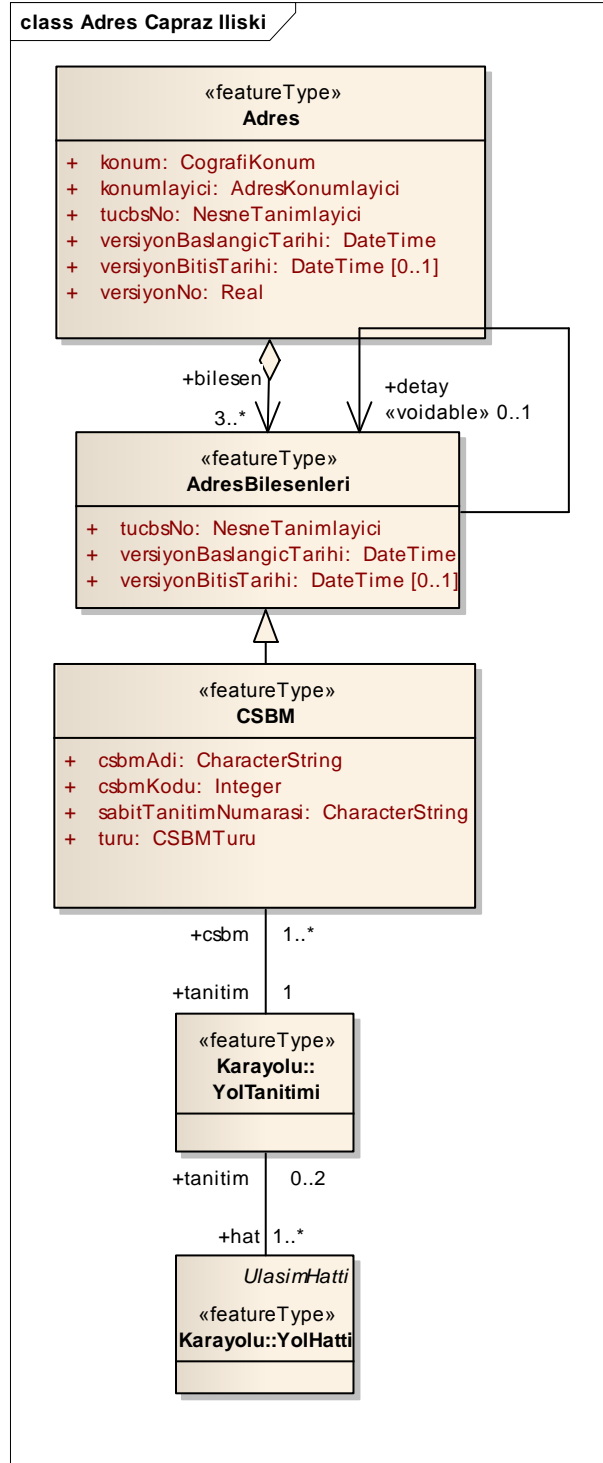 class Adres Capraz Iliski
«featureType»
Adres
+ konum: CografiKonum
+ konumlayici: AdresKonumlayici
+ tucbsNo: NesneTanimlayici
+ versiyonBaslangicTarihi: DateTime
+ versiyonBitisTarihi: DateTime [0..1]
+ versiyonNo: Real
+bilesen
3..*
+detay
«voidable» 0..1
«featureType»
AdresBilesenleri
+ tucbsNo: NesneTanimlayici
+ versiyonBaslangicTarihi: DateTime
+ versiyonBitisTarihi: DateTime [0..1]
«featureType»
CSBM
+ csbmAdi: CharacterString
+ csbmKodu: Integer
+ sabitTanitimNumarasi: CharacterString
+ turu: CSBMTuru
+csbm 1..*
+tanitim 1
«featureType»
Karayolu::
YolTanitimi
+tanitim 0..2
+hat 1..*
UlasimHatti
«featureType»
Karayolu::YolHatti